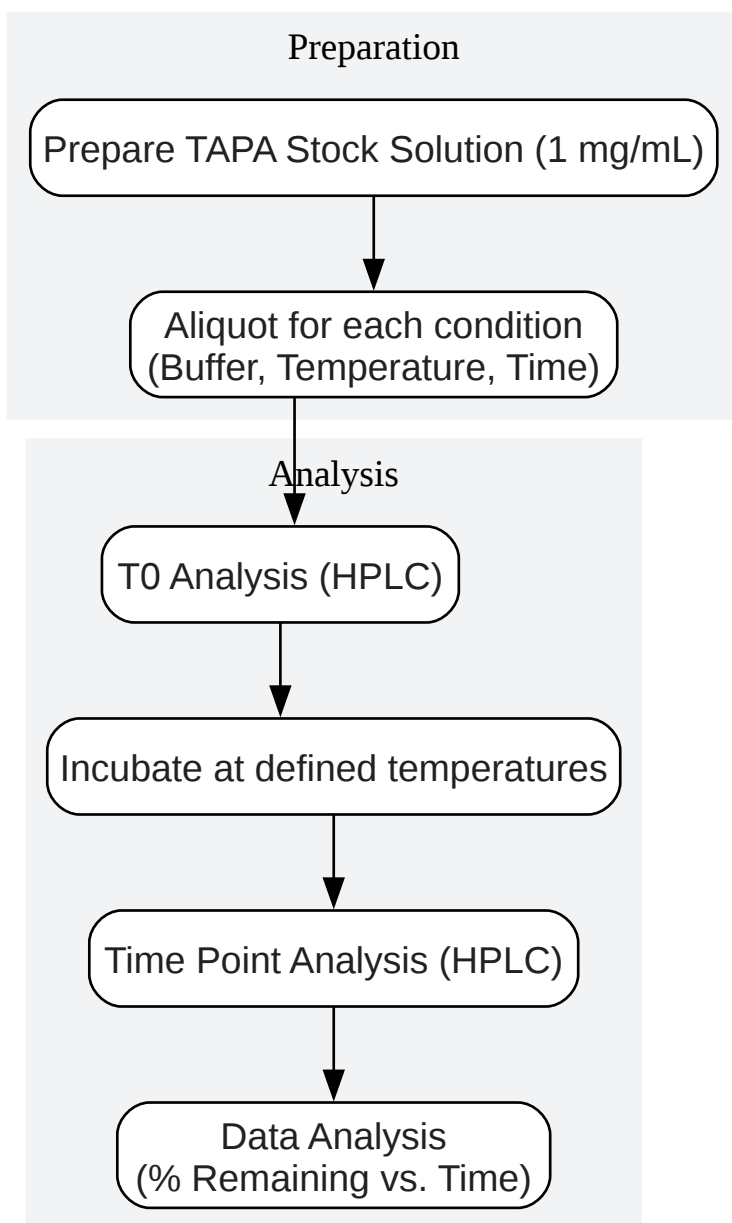 Preparation
Prepare TAPA Stock Solution (1 mg/mL)
Aliquot for each condition
(Buffer, Temperature, Time)
Analysis
T0 Analysis (HPLC)
Incubate at defined temperatures
Time Point Analysis (HPLC)
Data Analysis
(% Remaining vs. Time)